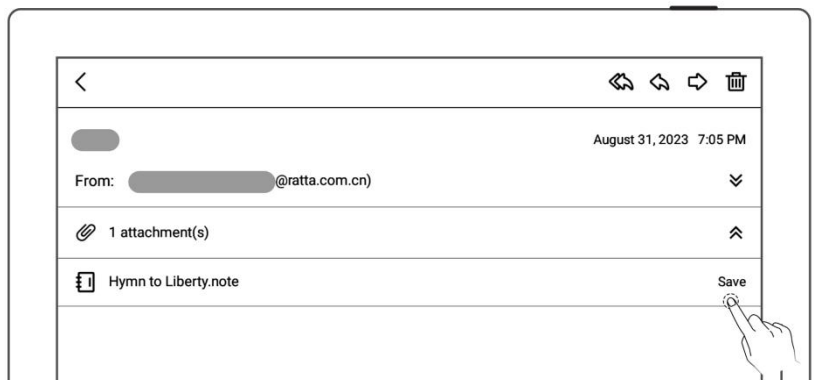 August 31, 2023 7:05 PM
From: @ratta.com.cn)
1 attachment(s)
Hymn to Liberty.note Save